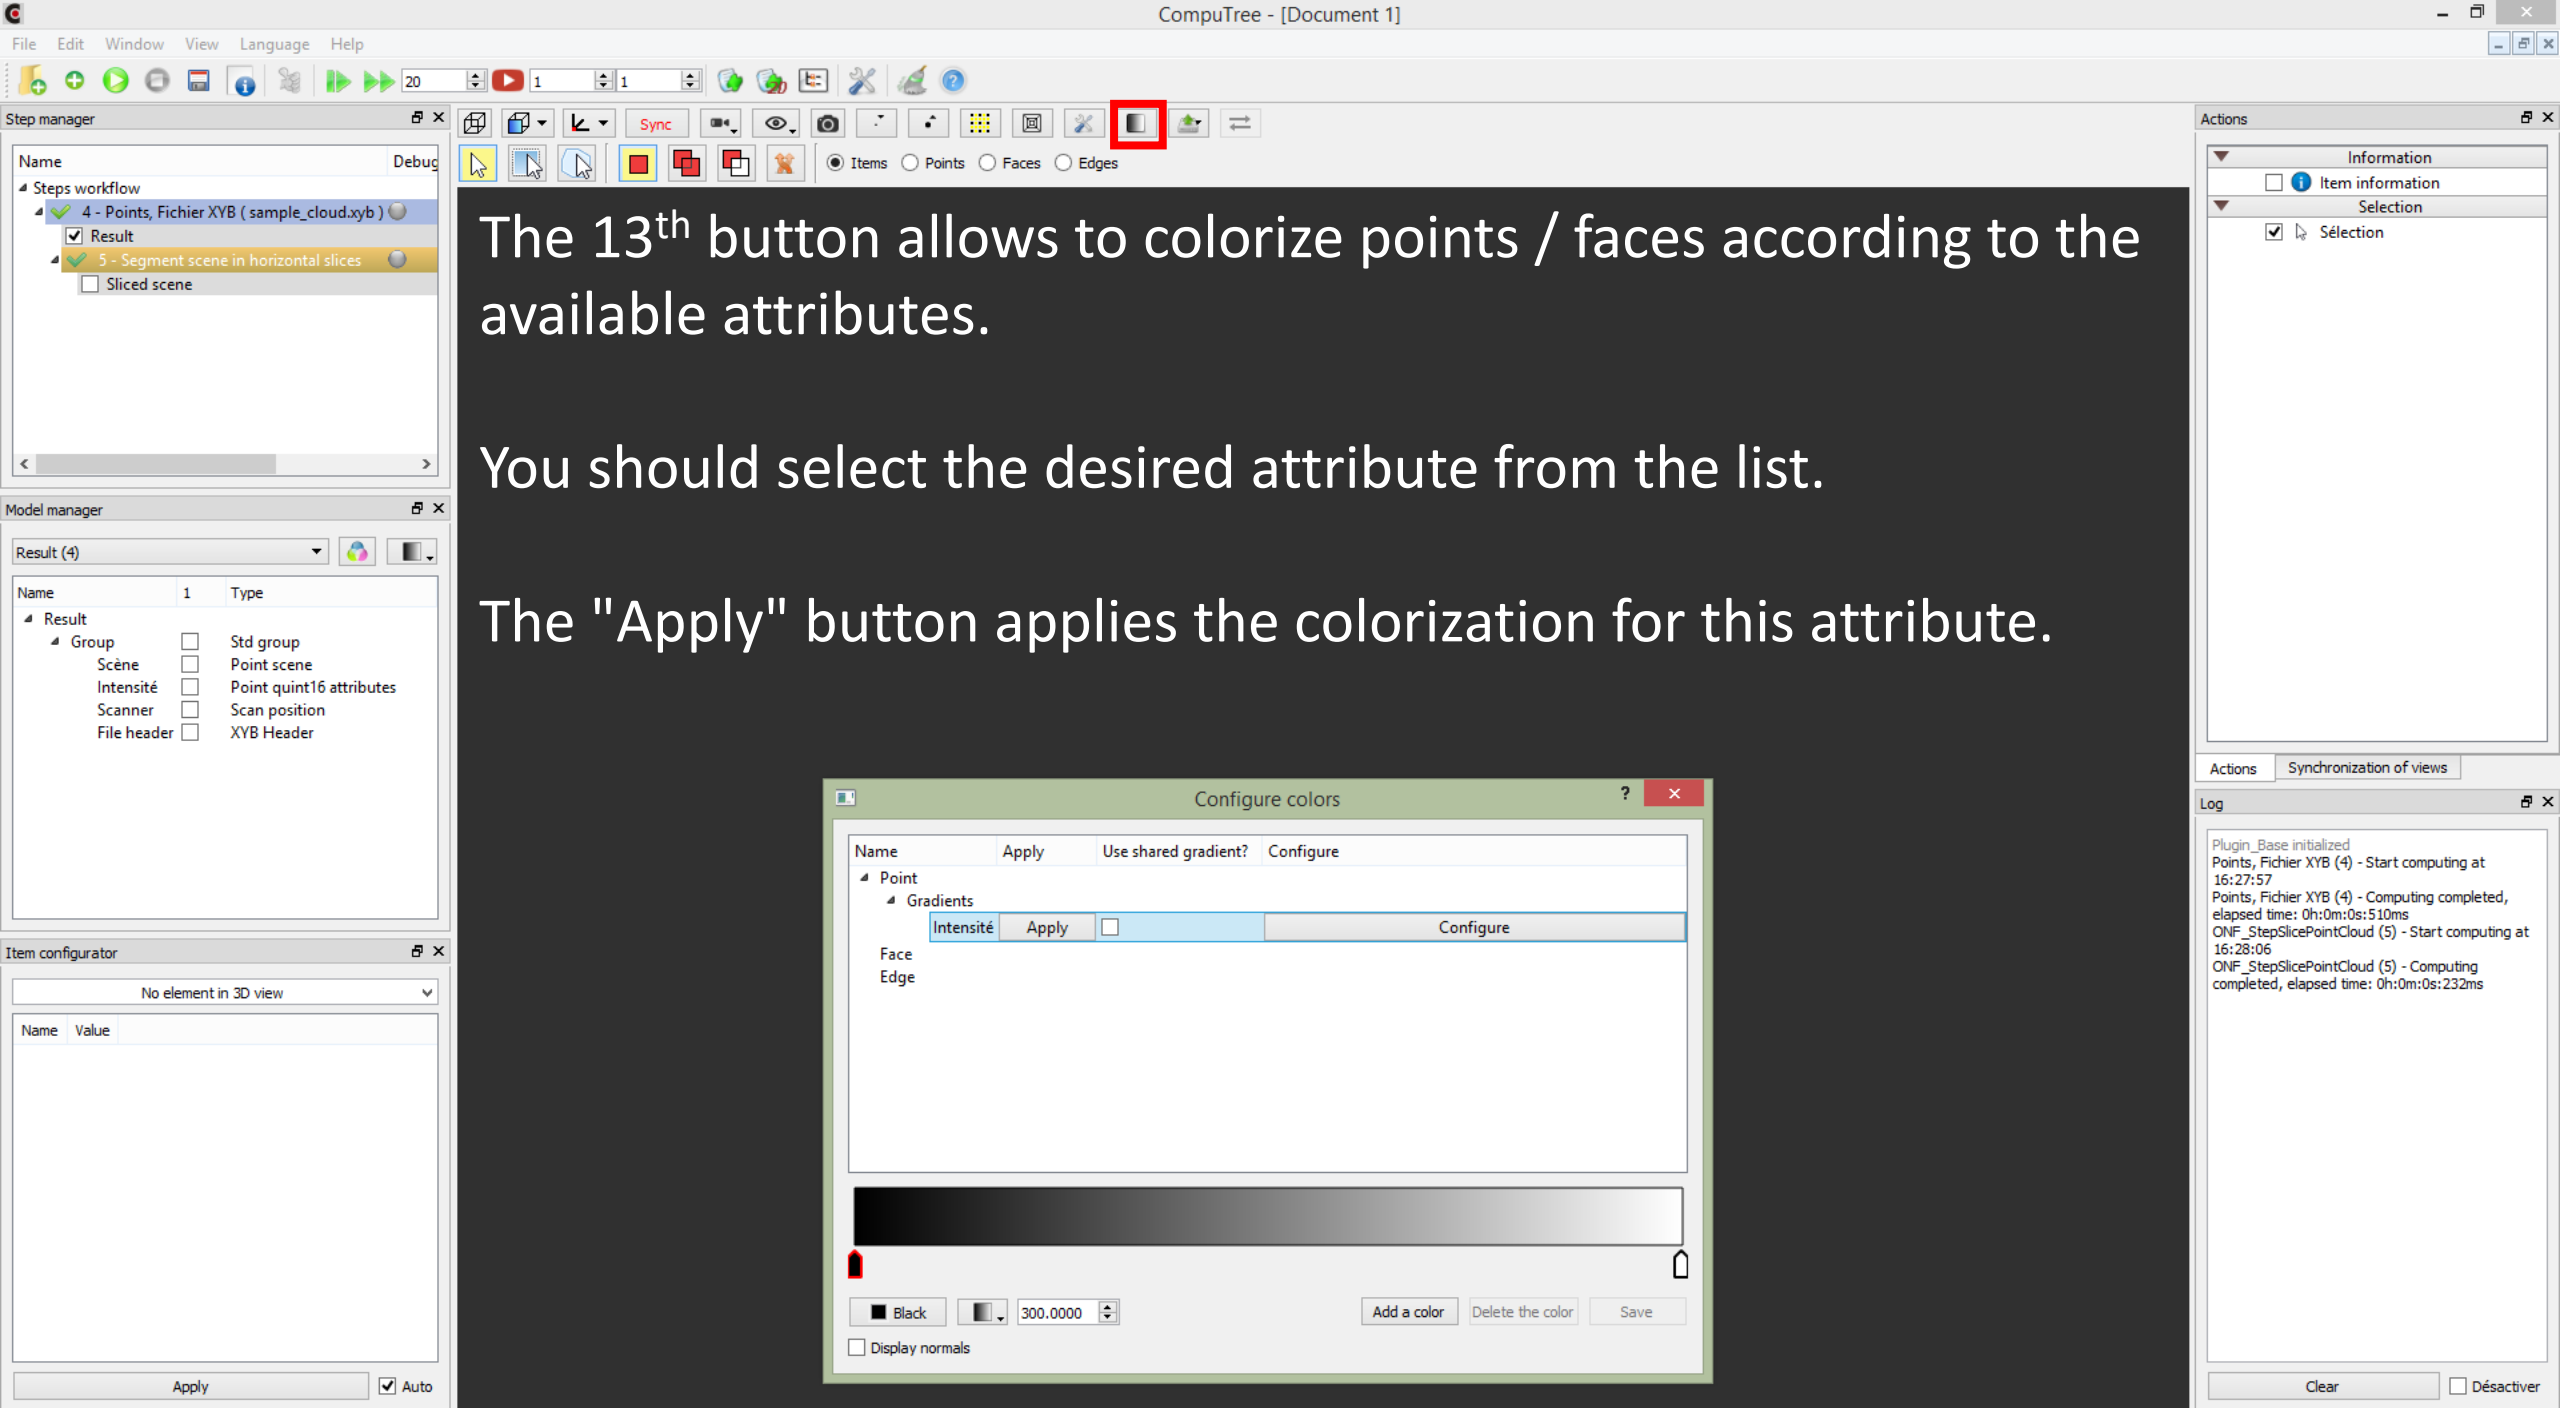 CompuTree - [Document 1]
File Edit Window View Language Help
20 1 1 2D
Step manager
Name Debug
Steps workflow
4 - Points, Fichier XYB ( sample_cloud.xyb )
Result
5 - Segment scene in horizontal slices
Sliced scene
Model manager
Result (4)
Name 1 Type
Result
Group Std group
Scène Point scene
Intensité Point quint16 attributes
Scanner Scan position
File header XYB Header
Item configurator
No element in 3D view
Name Value
Apply Auto
Sync
Items Points Faces Edges
The 13th button allows to colorize points / faces according to the
available attributes.
You should select the desired attribute from the list.
The "Apply" button applies the colorization for this attribute.
Configure colors ?
Name Apply Use shared gradient? Configure
Point
Gradients
Intensité Apply Configure
Face
Edge
Black 300.0000 Add a color Delete the color Save
Display normals
Actions
Information
Item information
Selection
Sélection
Actions Synchronization of views
Log
Plugin_Base initialized
Points, Fichier XYB (4) - Start computing at
16:27:57
Points, Fichier XYB (4) - Computing completed,
elapsed time: 0h:0m:0s:510ms
ONF_StepSlicePointCloud (5) - Start computing at
16:28:06
ONF_StepSlicePointCloud (5) - Computing
completed, elapsed time: 0h:0m:0s:232ms
Clear Désactiver